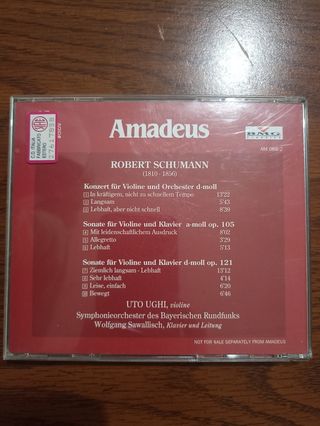 Amadeus
BMG
CLASSICS
ROBERT SCHUMANN
(1810 - 1856)
Konzert für Violine und Orchester d-moll
1 In kräftigem, nicht zu schnellem Tempo 13'22
2 Langsam 5'43
3 Lebhaft, aber nicht schnell 8'39
Sonate für Violine und Klavier a-moll op. 105
4 Mit leidenschaftlichem Ausdruck 8'02
5 Allegretto 3'29
6 Lebhaft 5'13
Sonate für Violine und Klavier d-moll op. 121
7 Ziemlich langsam - Lebhaft 13'12
8 Sehr lebhaft 4'14
9 Leise, einfach 6'20
10 Bewegt 6'46
UTO UGHI, violine
Symphonieorchester des Bayerischen Rundfunks
Wolfgang Sawallisch, Klavier und Leitung
NOT FOR SALE SEPARATELY FROM AMADEUS
C.D. ITALIA
FABBRICATO
ESTERO